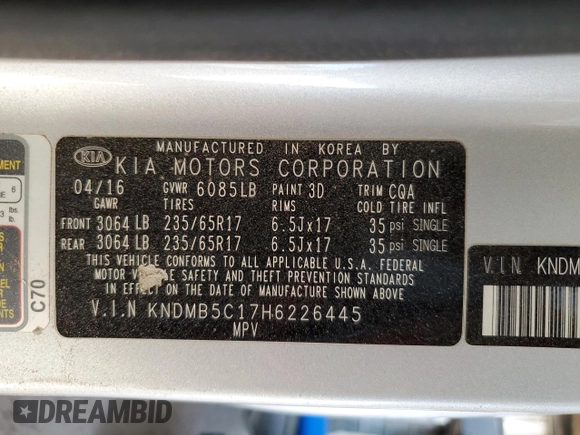 MANUFACTURED IN KOREA BY
KIA KIA MOTORS CORPORATION
04/16 GVWR 6085LB PAINT 3D TRIM CQA
GAWR TIRES RIMS COLD TIRE INFL
FRONT 3064 LB 235/65R17 6.5Jx17 35 psi SINGLE
REAR 3064 LB 235/65R17 6.5Jx17 35 psi SINGLE
THIS VEHICLE CONFORMS TO ALL APPLICABLE U.S.A. FEDERAL
MOTOR VEHICLE SAFETY AND THEFT PREVENTION STANDARDS
IN EFFECT ON THE DATE OF MANUFACTURE SHOWN ABOVE
V.I.N KNDMB5C17H6226445
MPV
C70
V.I.N KNDM
DREAMBID